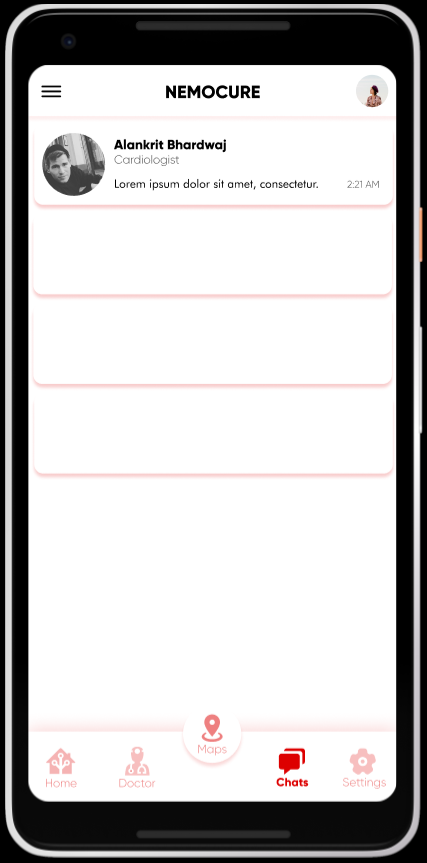 NEMOCURE
Alankrit Bhardwaj
Cardiologist
Lorem ipsum dolor sit amet, consectetur. 2:21 AM
Maps
Home Doctor Chats Settings